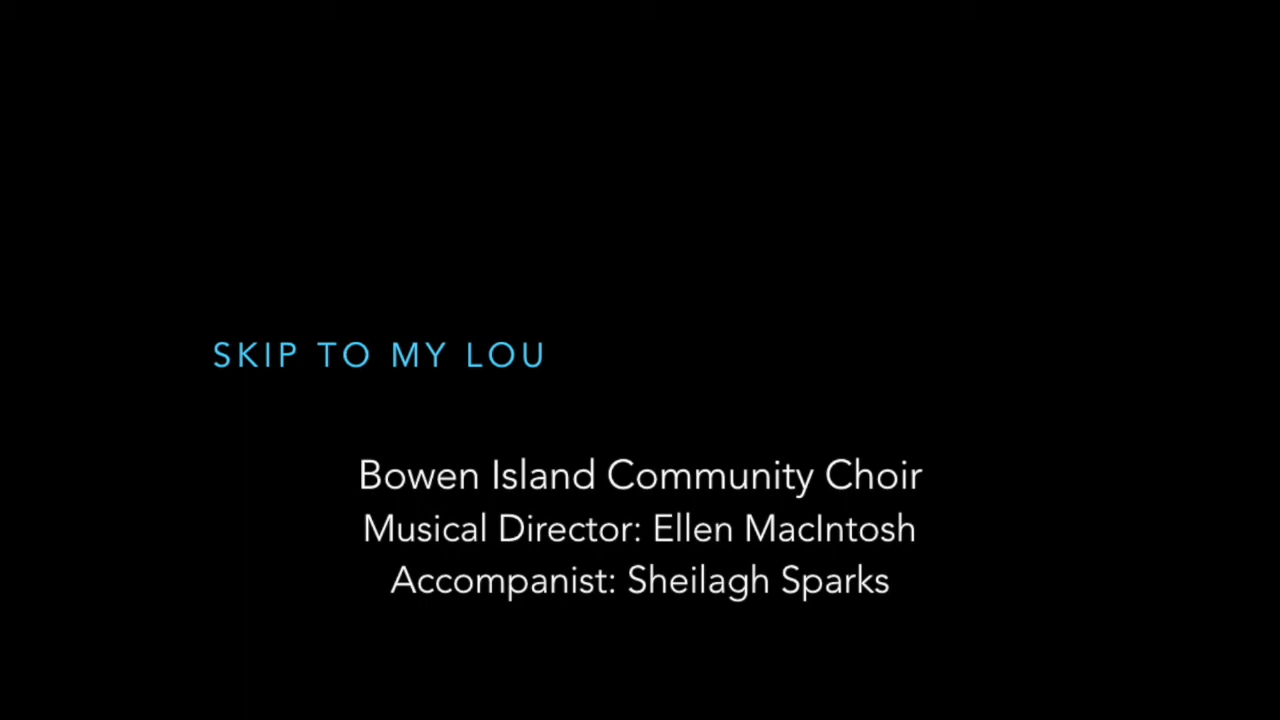 SKIP TO MY LOU
Bowen Island Community Choir
Musical Director: Ellen MacIntosh
Accompanist: Sheilagh Sparks